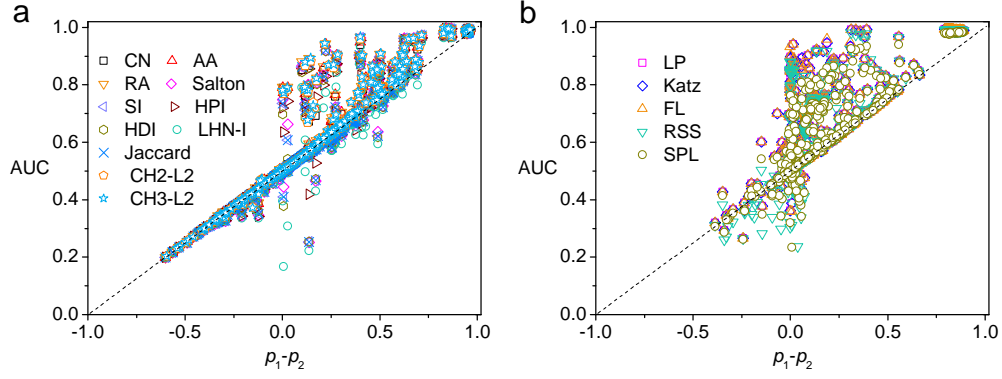 a
1.0
0.8
0.6
0.4
0.2
0.0
AUC
CN AA
RA Salton
SI HPI
HDI LHN-I
Jaccard
CH2-L2
CH3-L2
-1.0 -0.5 0.0 0.5 1.0
p1-p2
b
1.0
0.8
0.6
0.4
0.2
0.0
AUC
LP
Katz
FL
RSS
SPL
-1.0 -0.5 0.0 0.5 1.0
p1-p2